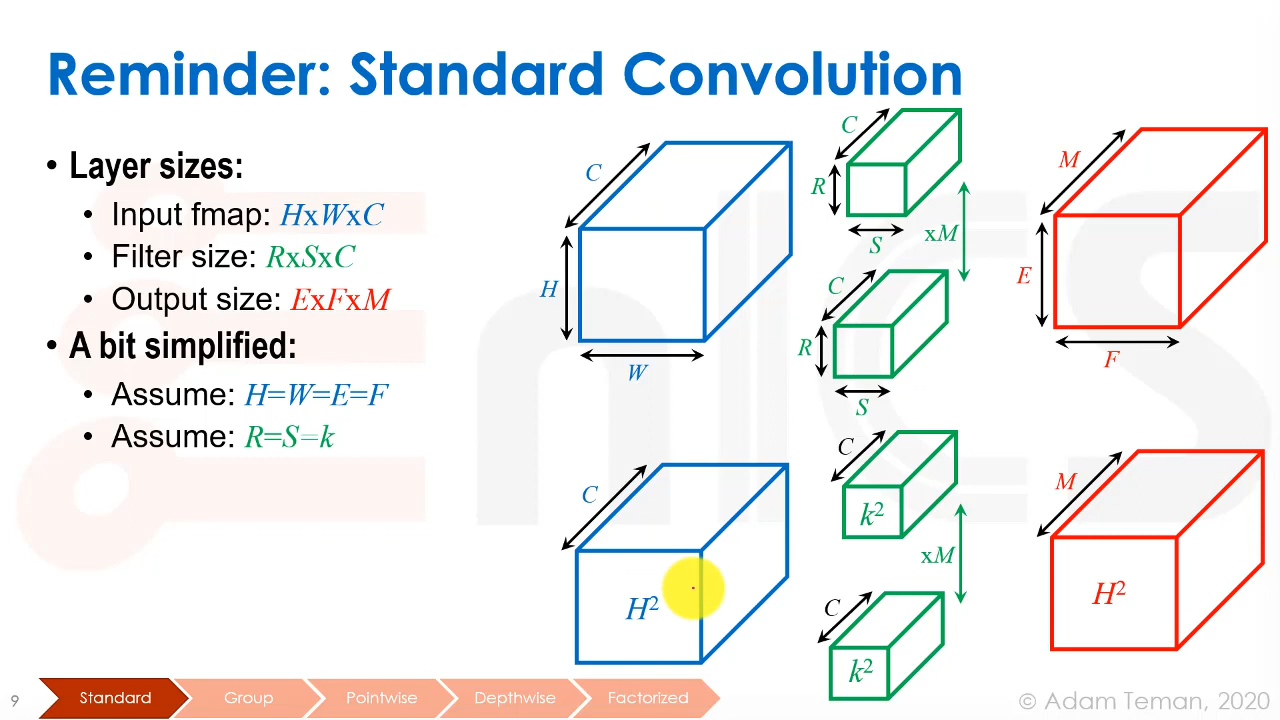 Reminder: Standard Convolution
• Layer sizes:
• Input fmap: HxWxC
• Filter size: RxSxC
• Output size: ExFxM
• A bit simplified:
• Assume: H=W=E=F
• Assume: R=S=k
C
H
W
C
R
S
xM
C
R
S
M
E
F
C
H²
C
k²
xM
C
k²
M
H²
nICS
9
Standard
Group
Pointwise
Depthwise
Factorized
© Adam Teman, 2020